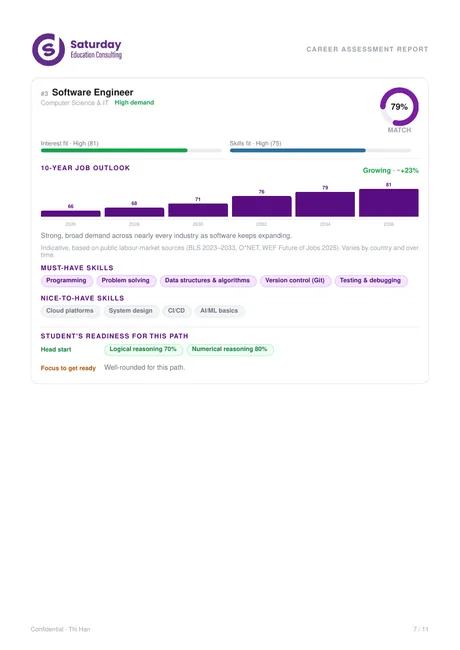 Saturday
Education Consulting
CAREER ASSESSMENT REPORT
#3 Software Engineer
Computer Science & IT High demand
79%
MATCH
Interest fit · High (81)
Skills fit · High (75)
10-YEAR JOB OUTLOOK
Growing · ~+23%
66 68 71 76 79 81
2026 2028 2030 2032 2034 2036
Strong, broad demand across nearly every industry as software keeps expanding.
Indicative, based on public labour-market sources (BLS 2023–2033, O*NET, WEF Future of Jobs 2025). Varies by country and over
time.
MUST-HAVE SKILLS
Programming Problem solving Data structures & algorithms Version control (Git) Testing & debugging
NICE-TO-HAVE SKILLS
Cloud platforms System design CI/CD AI/ML basics
STUDENT'S READINESS FOR THIS PATH
Head start Logical reasoning 70% Numerical reasoning 80%
Focus to get ready Well-rounded for this path.
Confidential · Thi Han
7 / 11